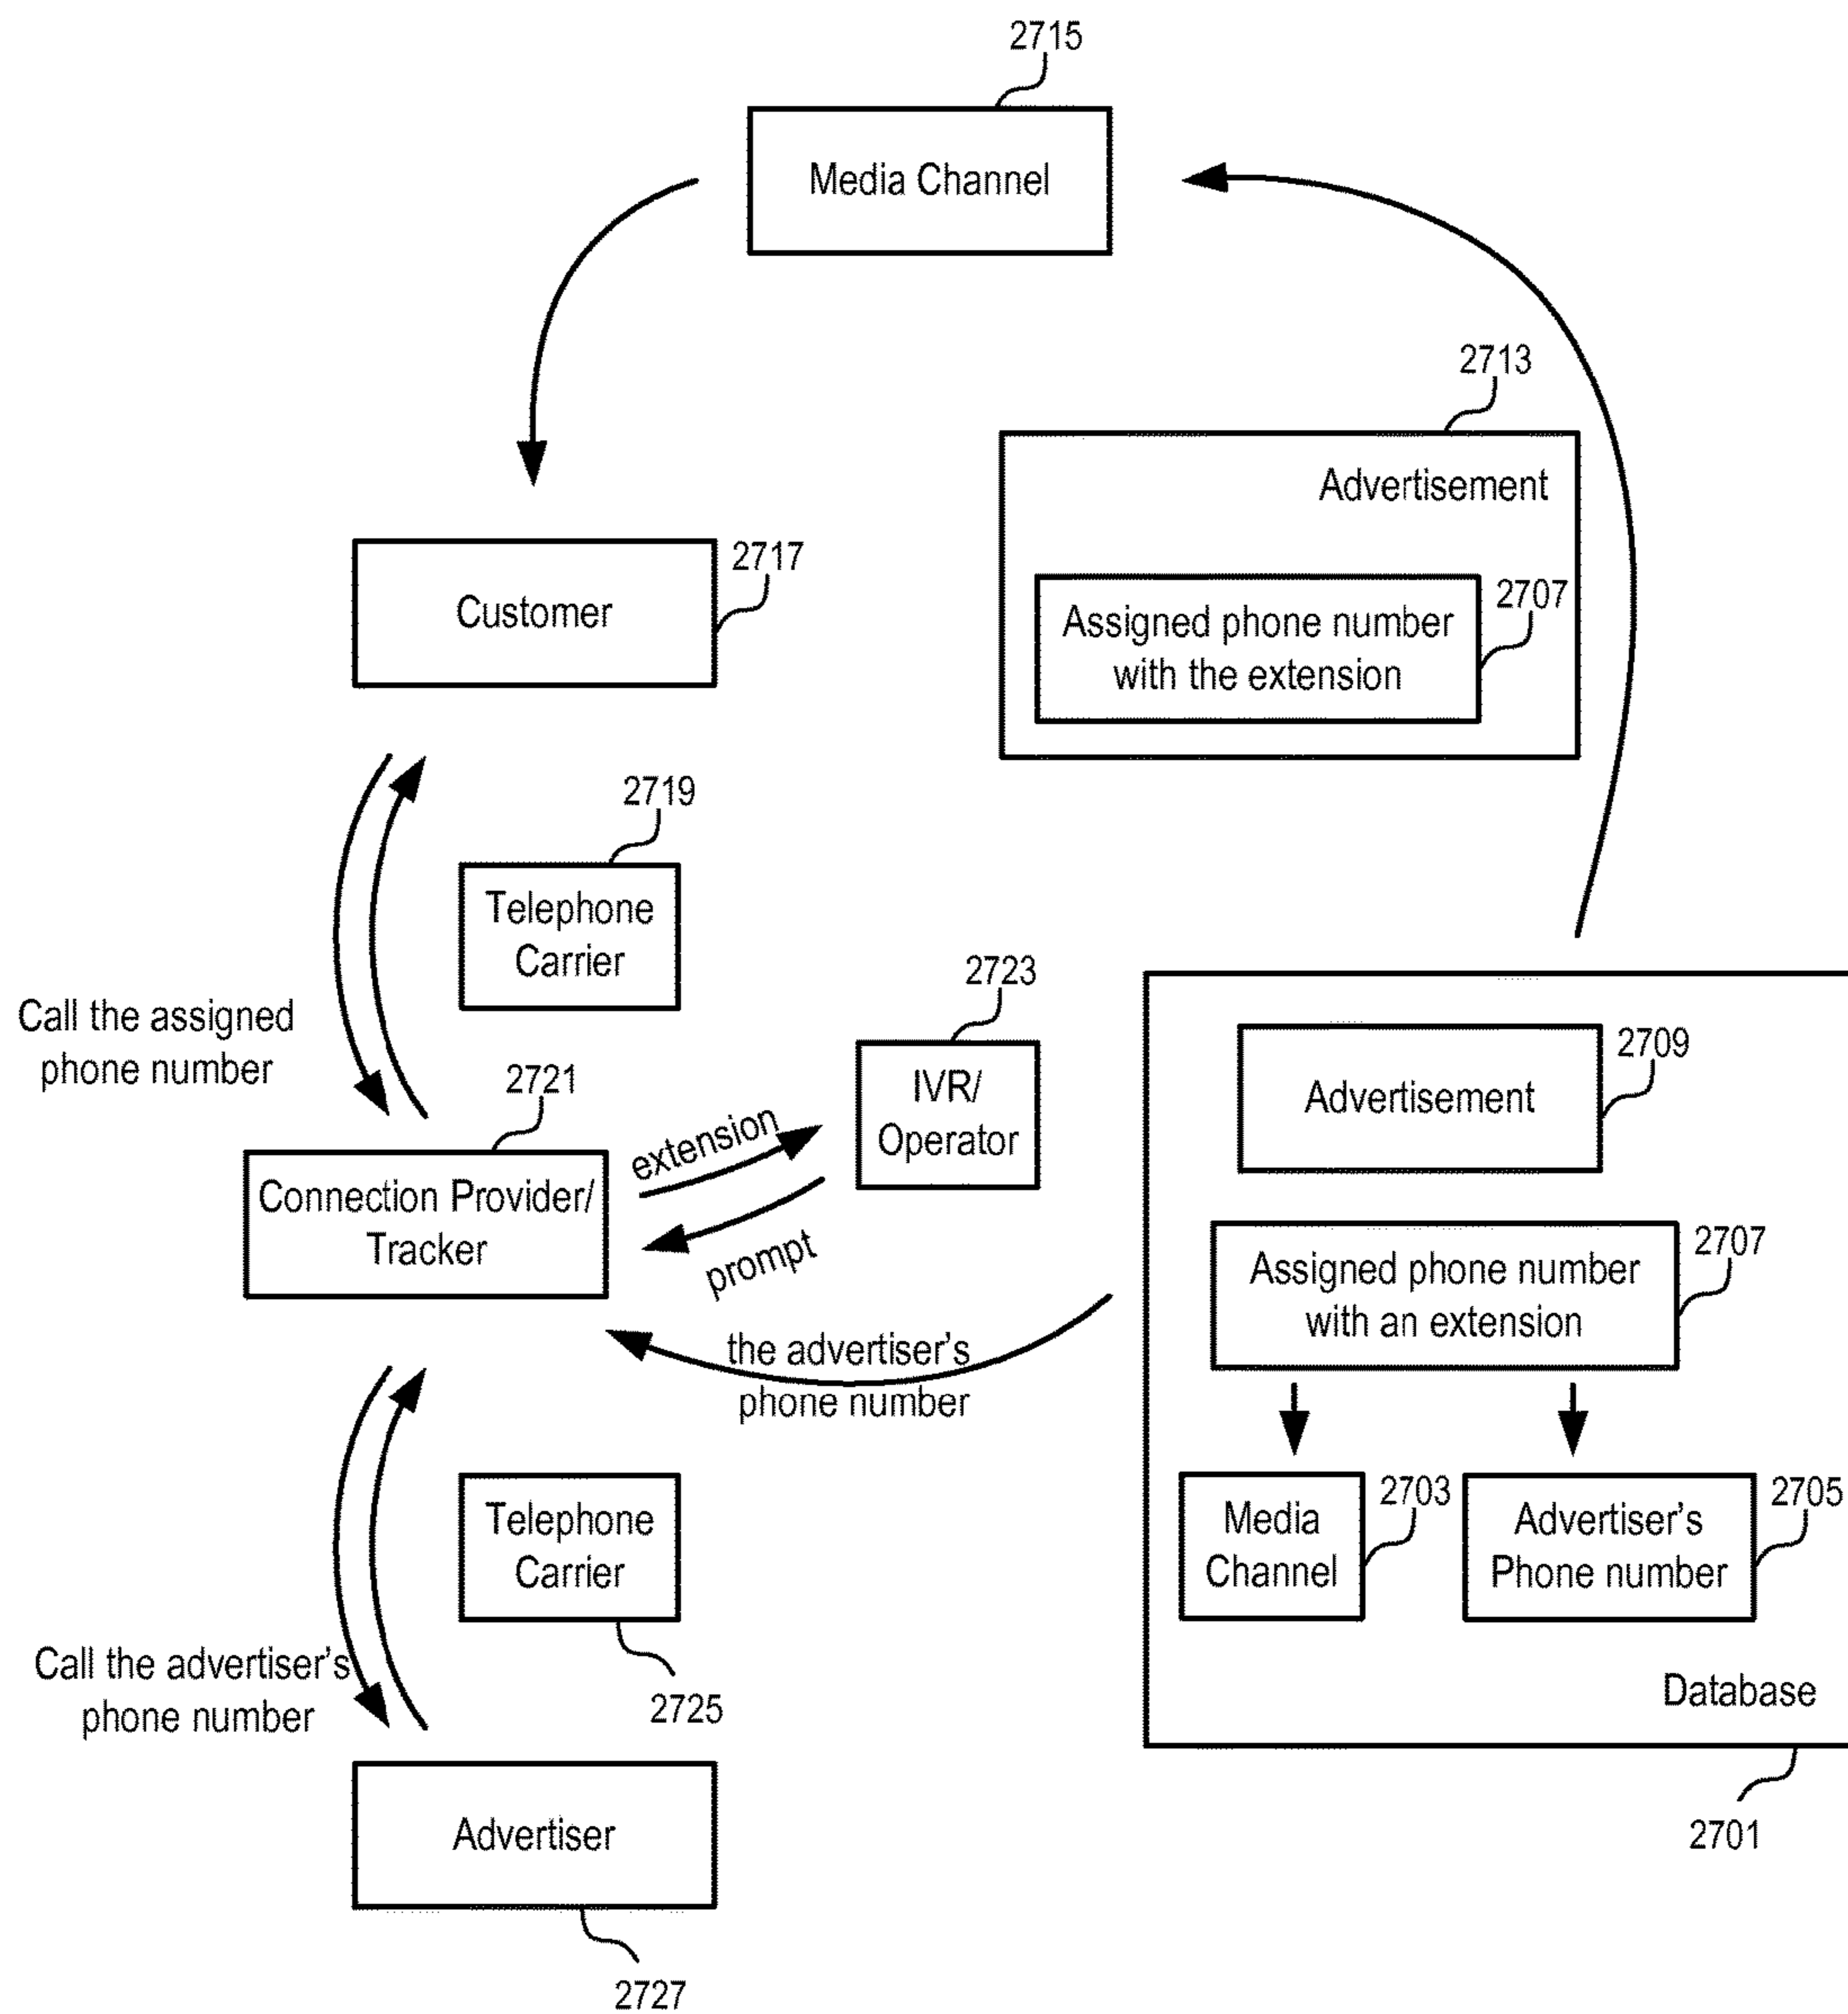 2715
Media Channel
2713
Advertisement
2717
Customer
2707
Assigned phone number
with the extension
2719
Telephone
Carrier
Call the assigned
phone number
2723
IVR/
Operator
2709
Advertisement
2721
Connection Provider/
Tracker
extension
prompt
2707
Assigned phone number
with an extension
the advertiser's
phone number
2703
Media
Channel
2705
Advertiser's
Phone number
Telephone
Carrier
2725
Call the advertiser's
phone number
Database
2701
Advertiser
2727